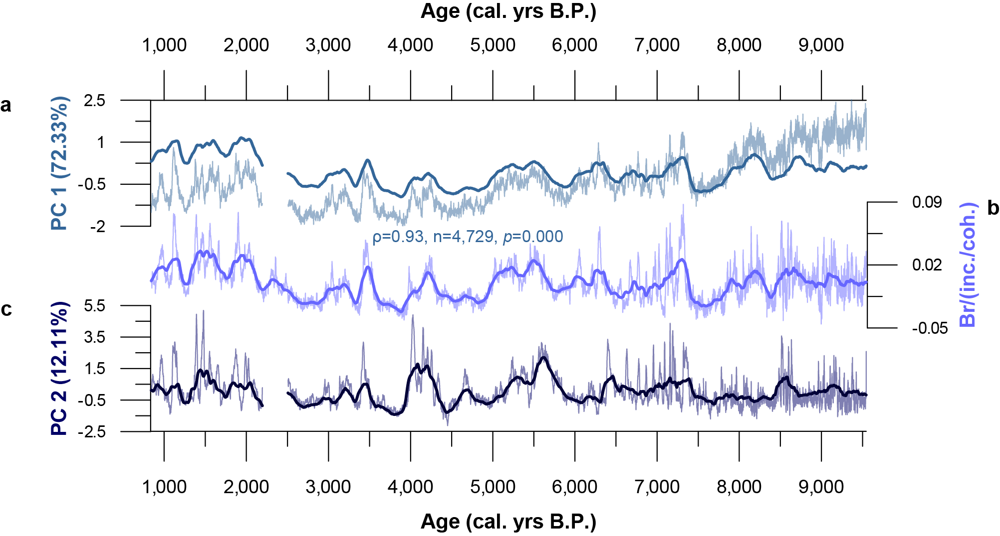 Age (cal. yrs B.P.)
1,000 2,000 3,000 4,000 5,000 6,000 7,000 8,000 9,000
a
PC 1 (72.33%)
2.5
1
-0.5
-2
b
Br/(inc./coh.)
0.09
0.02
-0.05
ρ=0.93, n=4,729, p=0.000
c
PC 2 (12.11%)
5.5
3.5
1.5
-0.5
-2.5
1,000 2,000 3,000 4,000 5,000 6,000 7,000 8,000 9,000
Age (cal. yrs B.P.)